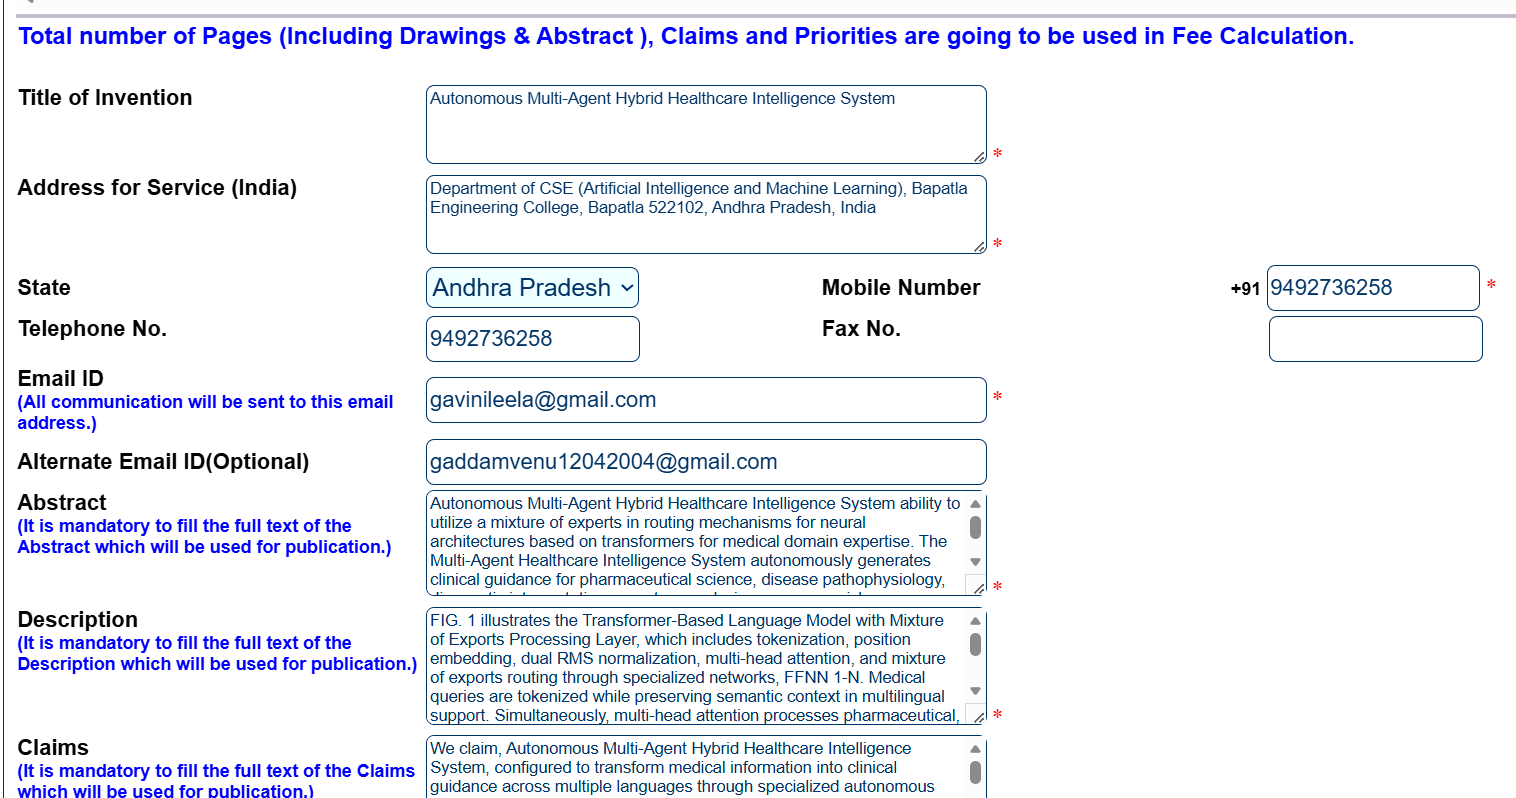 Total number of Pages (Including Drawings & Abstract ), Claims and Priorities are going to be used in Fee Calculation.
Title of Invention
Autonomous Multi-Agent Hybrid Healthcare Intelligence System
*
Address for Service (India)
Department of CSE (Artificial Intelligence and Machine Learning), Bapatla
Engineering College, Bapatla 522102, Andhra Pradesh, India
*
State
Andhra Pradesh
Mobile Number
+91 9492736258 *
Telephone No.
9492736258
Fax No.
Email ID
(All communication will be sent to this email
address.)
gavinileela@gmail.com *
Alternate Email ID(Optional)
gaddamvenu12042004@gmail.com
Abstract
(It is mandatory to fill the full text of the
Abstract which will be used for publication.)
Autonomous Multi-Agent Hybrid Healthcare Intelligence System ability to
utilize a mixture of experts in routing mechanisms for neural
architectures based on transformers for medical domain expertise. The
Multi-Agent Healthcare Intelligence System autonomously generates
clinical guidance for pharmaceutical science, disease pathophysiology,
*
Description
(It is mandatory to fill the full text of the
Description which will be used for publication.)
FIG. 1 illustrates the Transformer-Based Language Model with Mixture
of Exports Processing Layer, which includes tokenization, position
embedding, dual RMS normalization, multi-head attention, and mixture
of exports routing through specialized networks, FFNN 1-N. Medical
queries are tokenized while preserving semantic context in multilingual
support. Simultaneously, multi-head attention processes pharmaceutical,
*
Claims
(It is mandatory to fill the full text of the Claims
which will be used for publication.)
We claim, Autonomous Multi-Agent Hybrid Healthcare Intelligence
System, configured to transform medical information into clinical
guidance across multiple languages through specialized autonomous